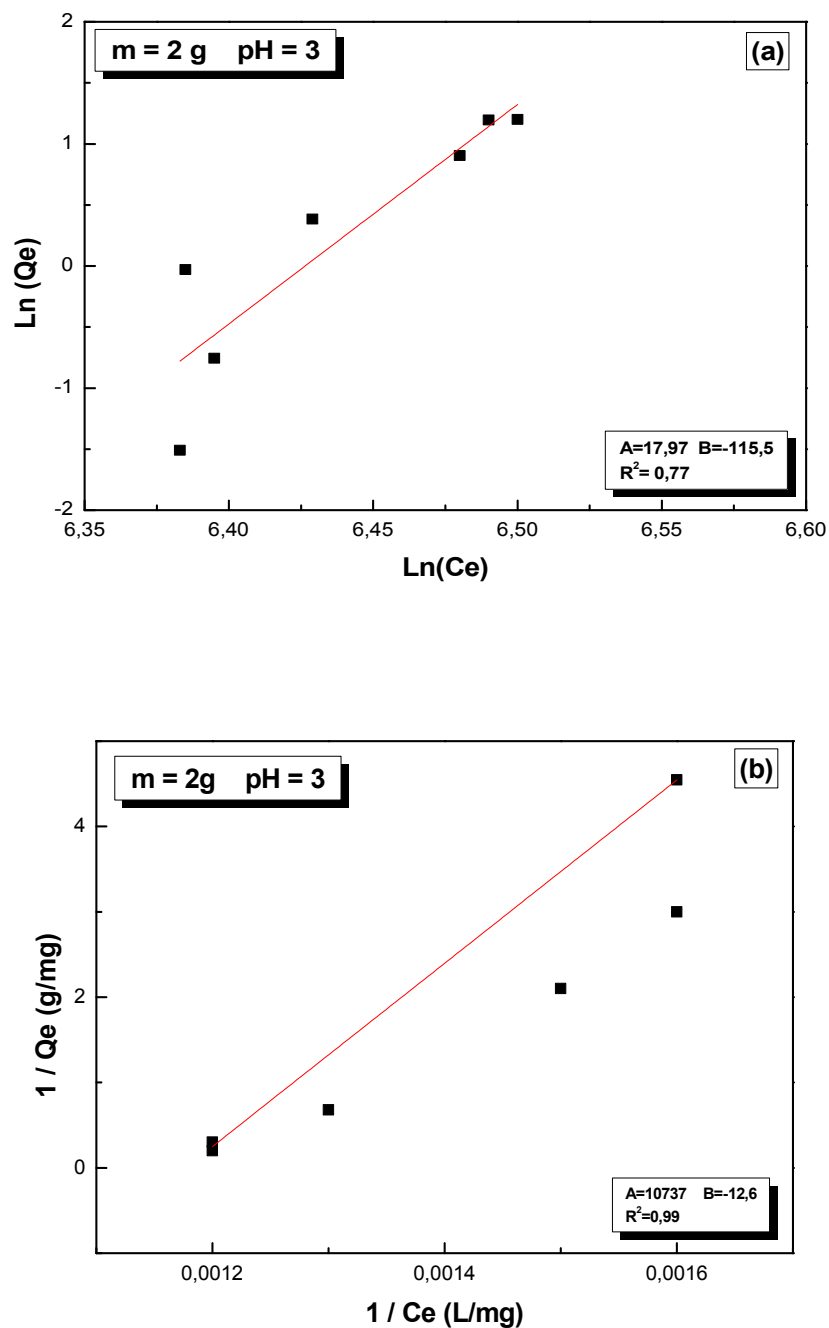 m = 2 g pH = 3
(a)
2
1
0
-1
-2
Ln (Qe)
A=17,97 B=-115,5
R²= 0,77
6,35 6,40 6,45 6,50 6,55 6,60
Ln(Ce)
m = 2g pH = 3
(b)
4
2
0
1 / Qe (g/mg)
A=10737 B=-12,6
R²=0,99
0,0012 0,0014 0,0016
1 / Ce (L/mg)